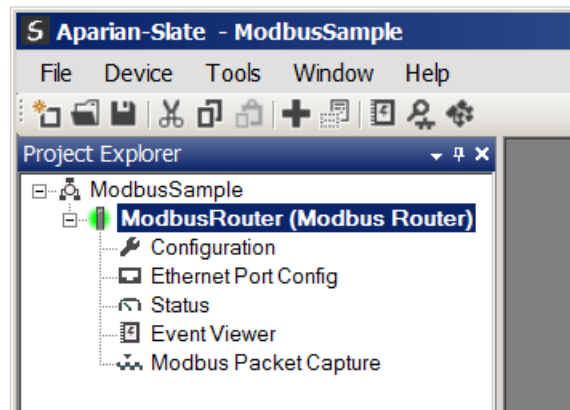 Aparian-Slate - ModbusSample
File Device Tools Window Help
Project Explorer
ModbusSample
ModbusRouter (Modbus Router)
Configuration
Ethernet Port Config
Status
Event Viewer
Modbus Packet Capture